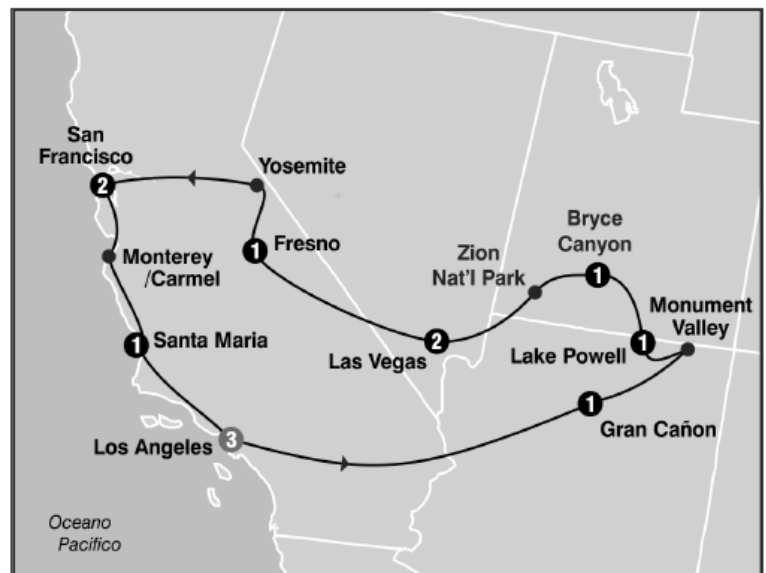 San
Francisco
2
Yosemite
Monterey
/Carmel
1
Fresno
Bryce
Canyon
1
Zion
Nat'l Park
Monument
Valley
1
Santa Maria
2
Las Vegas
Lake Powell
1
1
Gran Cañon
Los Angeles
3
Oceano
Pacifico